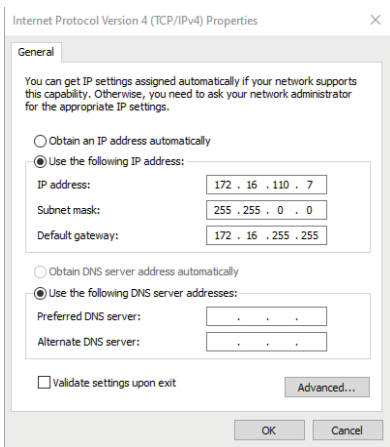 Internet Protocol Version 4 (TCP/IPv4) Properties
General
You can get IP settings assigned automatically if your network supports
this capability. Otherwise, you need to ask your network administrator
for the appropriate IP settings.
Obtain an IP address automatically
Use the following IP address:
IP address: 172 . 16 . 110 . 7
Subnet mask: 255 . 255 . 0 . 0
Default gateway: 172 . 16 . 255 . 255
Obtain DNS server address automatically
Use the following DNS server addresses:
Preferred DNS server: . . .
Alternate DNS server: . . .
Validate settings upon exit
Advanced...
OK Cancel